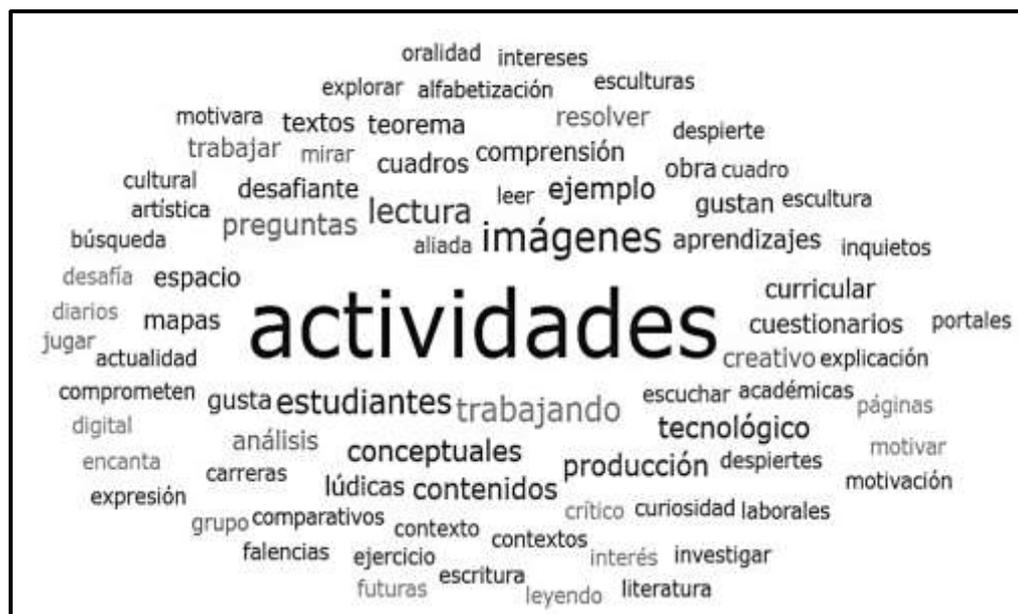 oralidad intereses
explorar alfabetización esculturas
motivara textos teorema resolver despierte
trabajar mirar cuadros comprensión obra cuadro
cultural desafiante leer ejemplo gustan escultura
artística preguntas lectura
búsqueda aliada imágenes aprendizajes inquietos
desafía espacio curricular
diarios mapas actividades cuestionarios portales
jugar actualidad creativo explicación
comprometen gusta estudiantes trabajando escuchar académicas páginas
digital análisis tecnológico motivar
encanta carreras conceptuales producción despiertes motivación
expresión lúdicas contenidos
grupo comparativos contexto crítico curiosidad laborales
falencias ejercicio contextos interés investigar
futuras escritura leyendo literatura